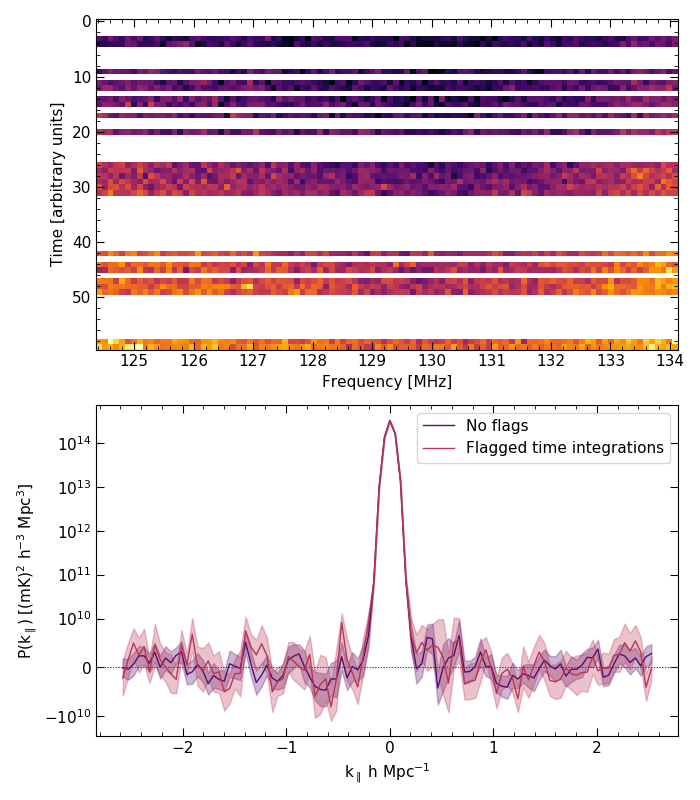 0
10
20
30
40
50
Time [arbitrary units]
125 126 127 128 129 130 131 132 133 134
Frequency [MHz]
No flags
Flagged time integrations
10¹⁴
10¹³
10¹²
10¹¹
10¹⁰
0
−10¹⁰
P(k∥) [(mK)² h⁻³ Mpc³]
−2 −1 0 1 2
k∥ h Mpc⁻¹